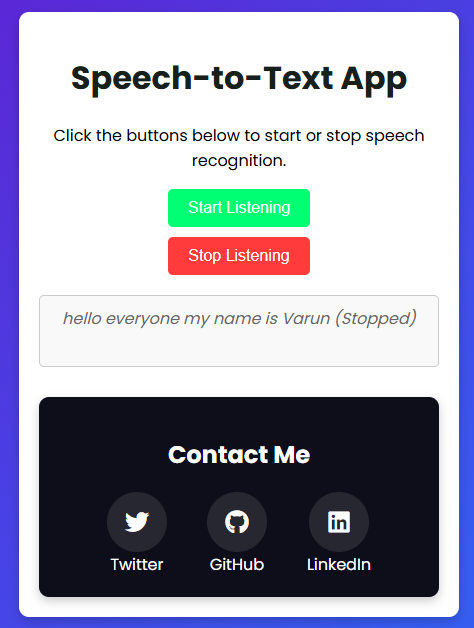 Speech-to-Text App
Click the buttons below to start or stop speech
recognition.
Start Listening
Stop Listening
hello everyone my name is Varun (Stopped)
Contact Me
Twitter
GitHub
LinkedIn